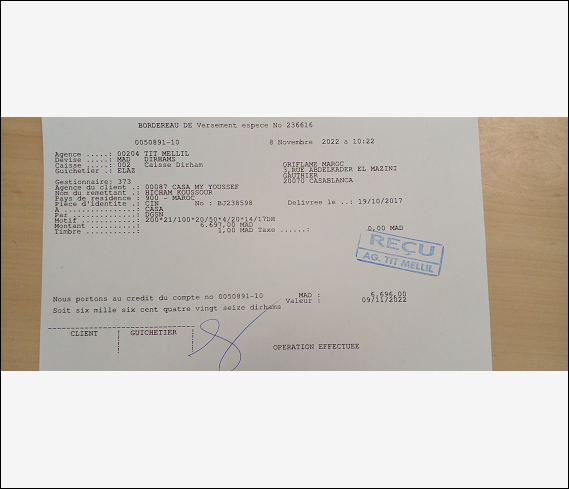 BORDEREAU DE Versement espece No 236616
0050891-10 8 Novembre 2022 a 10:22
Agence .....: 00204 TIT MELLIL
Devise .....: MAD DIRHAMS
Caisse .....: 002 Caisse Dirham ORIFLAME MAROC
Guichetier .: ELAZ 3,RUE ABDELKADER EL MAZINI
GAUTHIER
Gestionnaire: 373 20070 CASABLANCA
Agence du client .: 00087 CASA MY YOUSSEF
Nom du remettant .: HICHAM KOUSSOUR
Pays de residence : 900 - MAROC
Pièce d'identite .: CIN No : BJ238598 Delivree le ..: 19/10/2017
A ................: CASA
Par ..............: DGSN
Motif ............: 200*21/100*20/50*4/20*14/17DH
Montant ..........: 6.697,00 MAD
Timbre ...........: 1,00 MAD Taxe ......: 0,00 MAD
REÇU
AG. TIT MELLIL
Nous portons au credit du compte no 0050891-10 MAD : 6.696,00
Valeur : 09/11/2022
Soit six mille six cent quatre vingt seize dirhams
CLIENT GUICHETIER
OPERATION EFFECTUEE